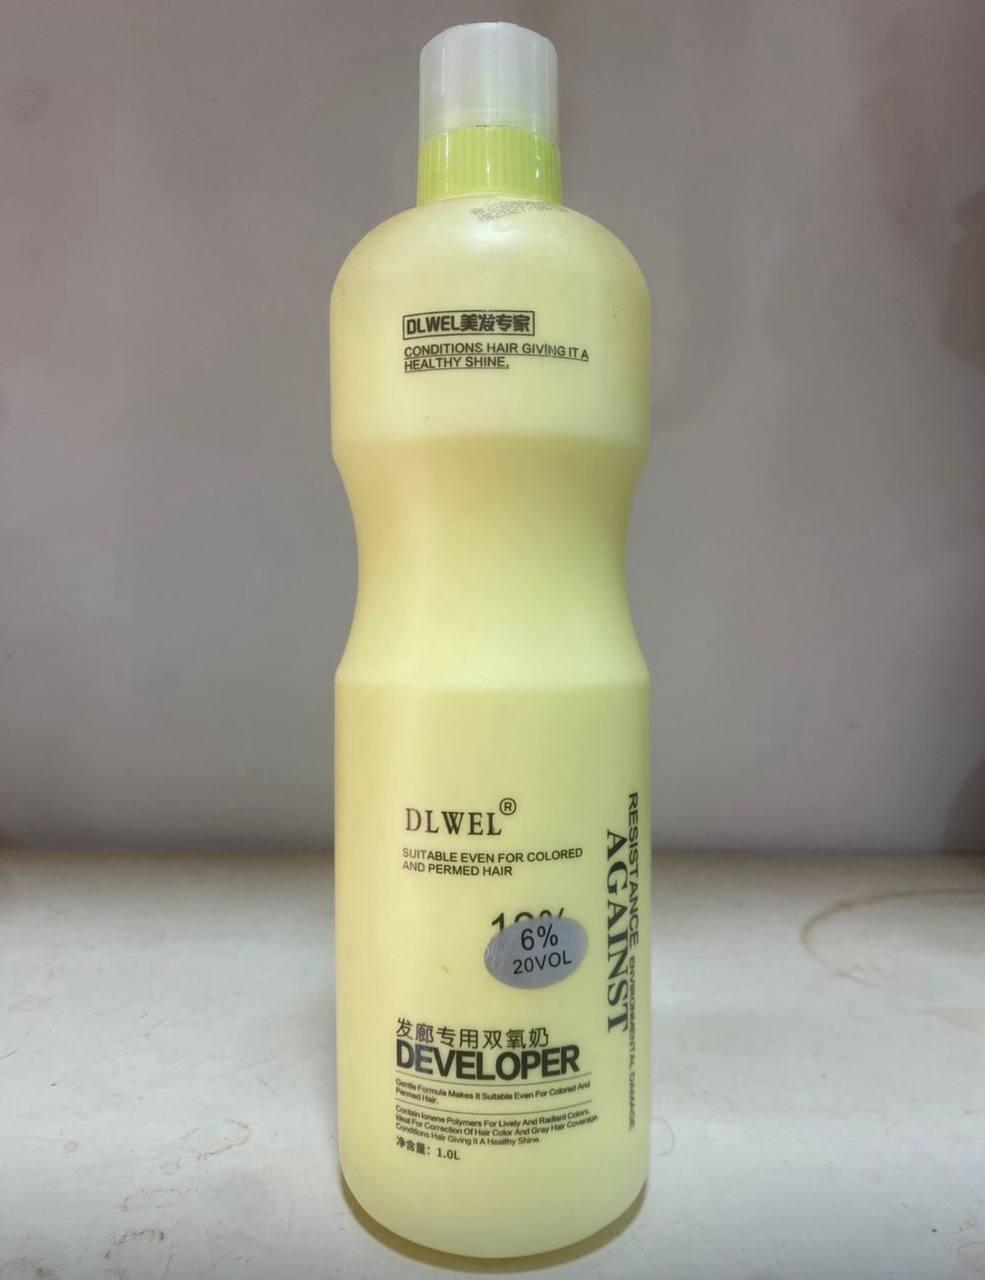 DLWEL美发专家
CONDITIONS HAIR GIVING IT A
HEALTHY SHINE.
DLWEL®
SUITABLE EVEN FOR COLORED
AND PERMED HAIR
6%
20VOL
RESISTANCE ENVIRONMENTAL DAMAGE
AGAINST
发廊专用双氧奶
DEVELOPER
Gentle Formula Makes It Suitable Even For Colored And
Permed Hair.
Contain Ionene Polymers For Lively And Radiant Colors,
Ideal For Correction Of Hair Color And Gray Hair Coverage.
Conditions Hair Giving It A Healthy Shine.
净含量：1.0L